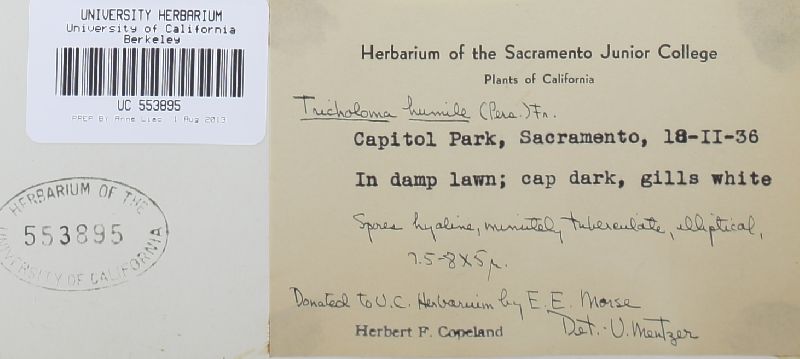 UNIVERSITY HERBARIUM
University of California
Berkeley
UC 553895
PREP BY Anne Liao 1 Aug 2013
HERBARIUM OF THE
553895
UNIVERSITY OF CALIFORNIA
Herbarium of the Sacramento Junior College
Plants of California
Tricholoma humile (Pers.) Fr.
Capitol Park, Sacramento, 18-II-36
In damp lawn; cap dark, gills white
Spores hyaline, minutely tuberculate, elliptical,
7.5-8X5µ.
Donated to U.C. Herbarium by E. E. Morse
Herbert F. Copeland
Det. V. Mentzer